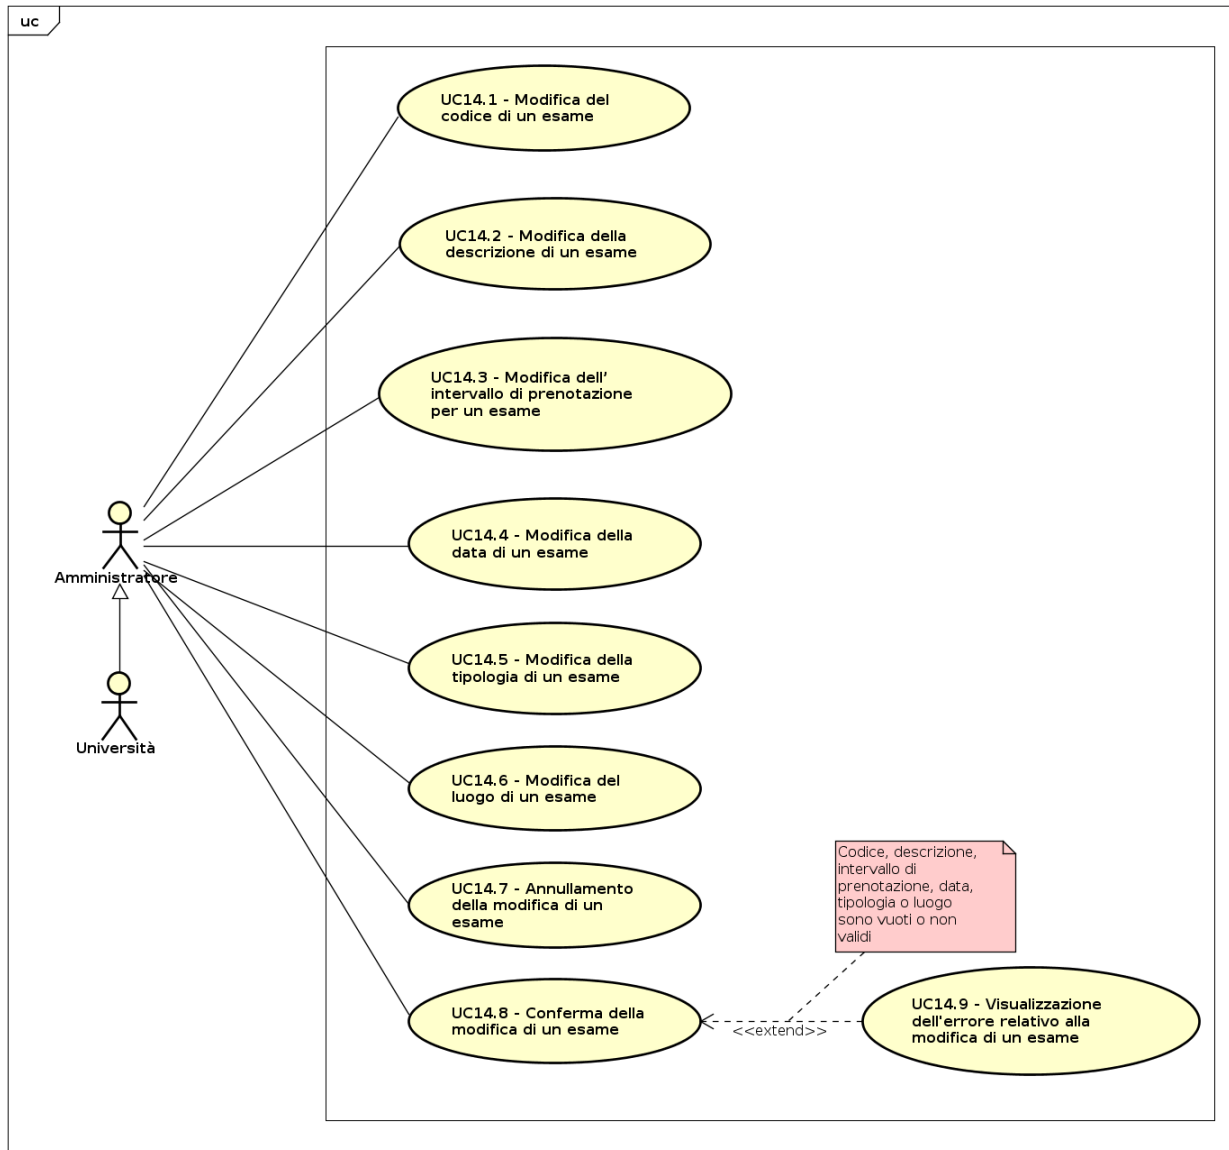 uc
UC14.1 - Modifica del
codice di un esame
UC14.2 - Modifica della
descrizione di un esame
UC14.3 - Modifica dell'
intervallo di prenotazione
per un esame
UC14.4 - Modifica della
data di un esame
Amministratore
UC14.5 - Modifica della
tipologia di un esame
Università
UC14.6 - Modifica del
luogo di un esame
UC14.7 - Annullamento
della modifica di un
esame
Codice, descrizione,
intervallo di
prenotazione, data,
tipologia o luogo
sono vuoti o non
validi
UC14.8 - Conferma della
modifica di un esame
<<extend>>
UC14.9 - Visualizzazione
dell'errore relativo alla
modifica di un esame